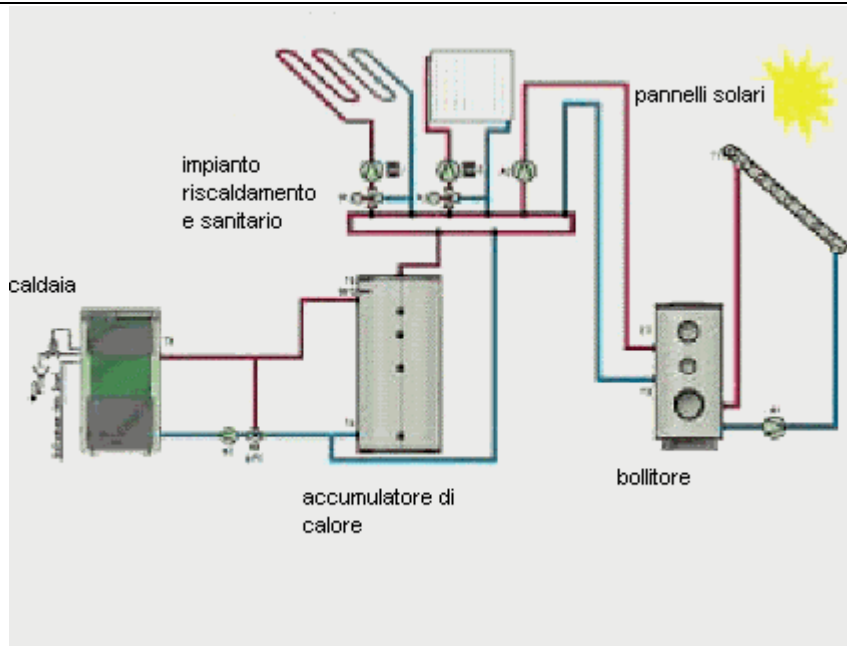 pannelli solari
impianto
riscaldamento
e sanitario
caldaia
bollitore
accumulatore di
calore